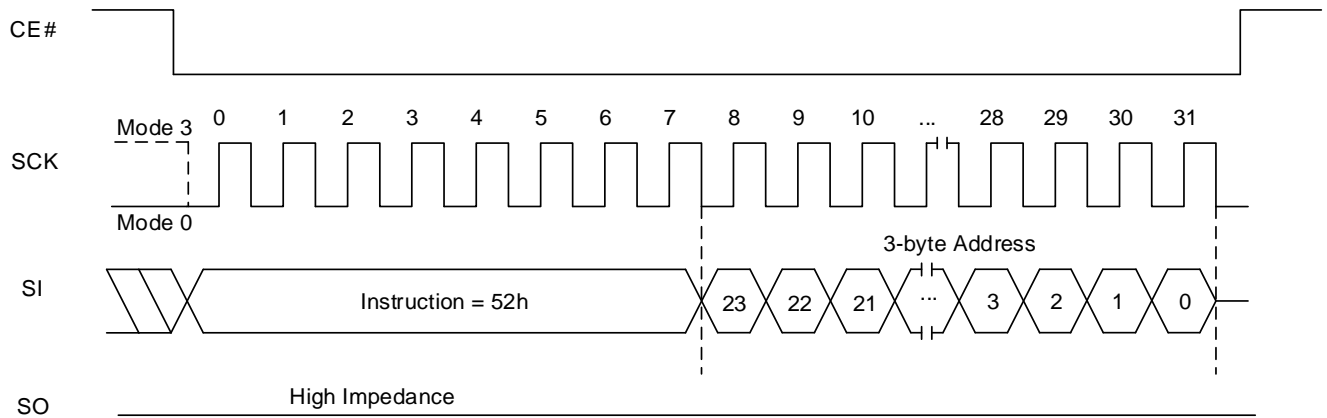 CE#
0 1 2 3 4 5 6 7 8 9 10 ... 28 29 30 31
Mode 3
SCK
Mode 0
3-byte Address
SI
Instruction = 52h 23 22 21 ... 3 2 1 0
High Impedance
SO